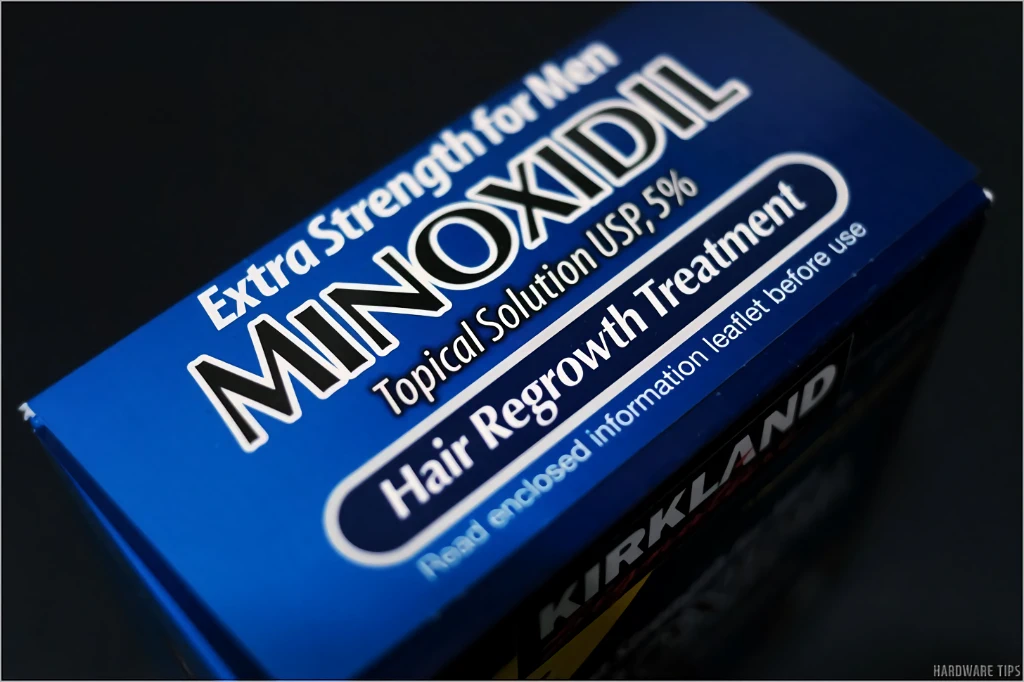 Extra Strength for Men
MINOXIDIL
Topical Solution USP, 5%
Hair Regrowth Treatment
Read enclosed information leaflet before use
KIRKLAND
HARDWARE TIPS